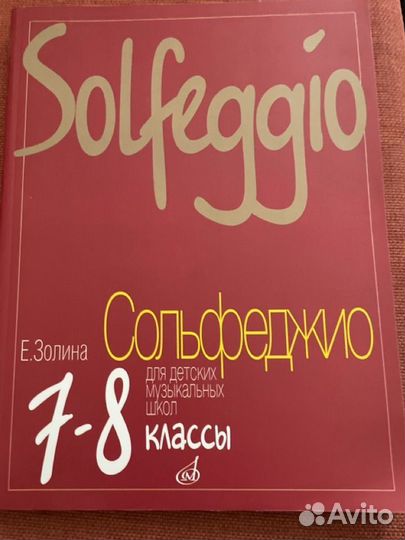 Solfeggio
Сольфеджио
Е.Золина
для детских
музыкальных
школ
7-8 классы
Avito